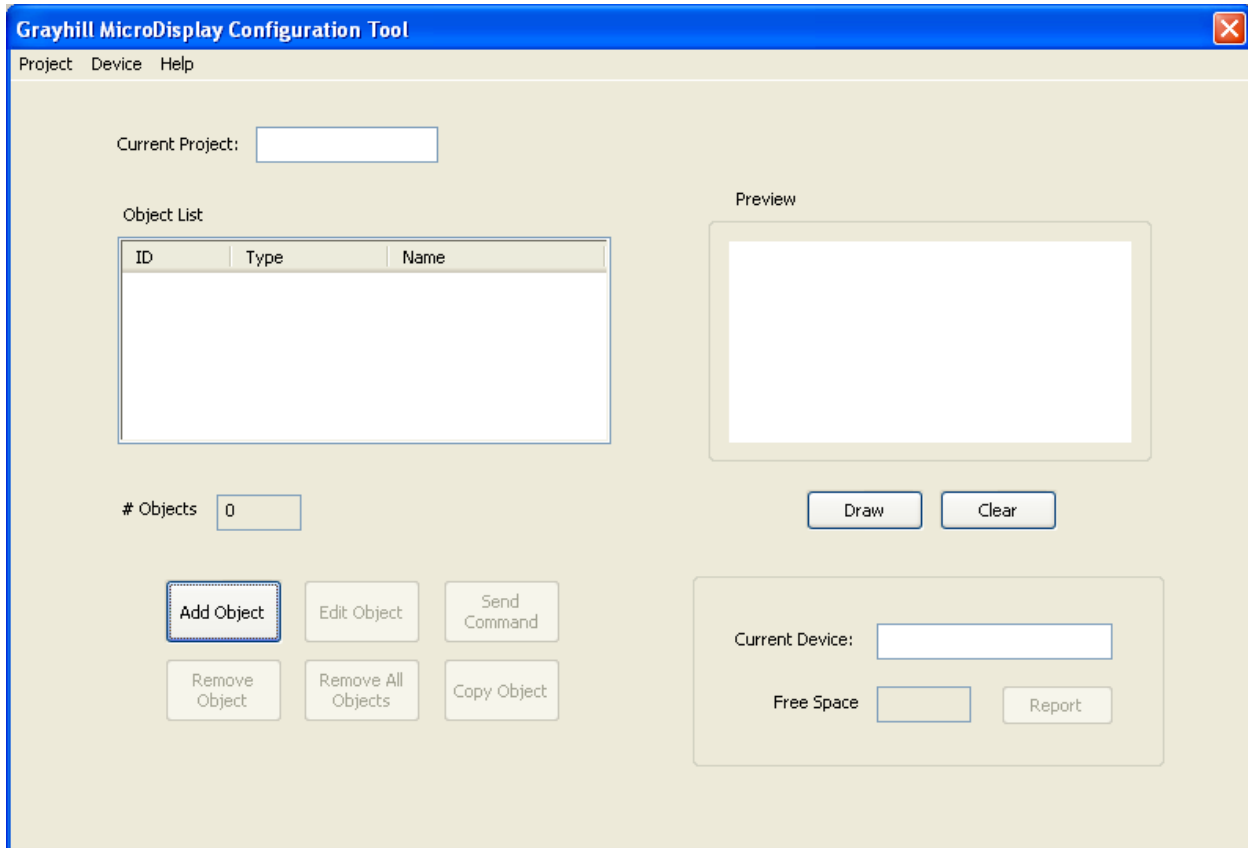 Grayhill MicroDisplay Configuration Tool
Project Device Help
Current Project:
Object List
ID Type Name
# Objects 0
Add Object
Edit Object
Send
Command
Remove
Object
Remove All
Objects
Copy Object
Preview
Draw Clear
Current Device:
Free Space Report